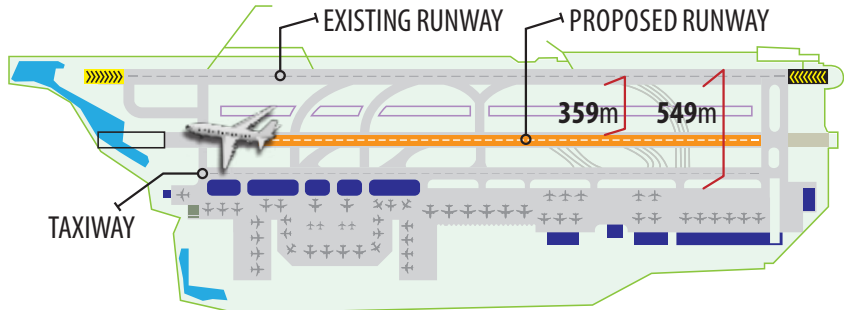 EXISTING RUNWAY
PROPOSED RUNWAY
359m
549m
TAXIWAY